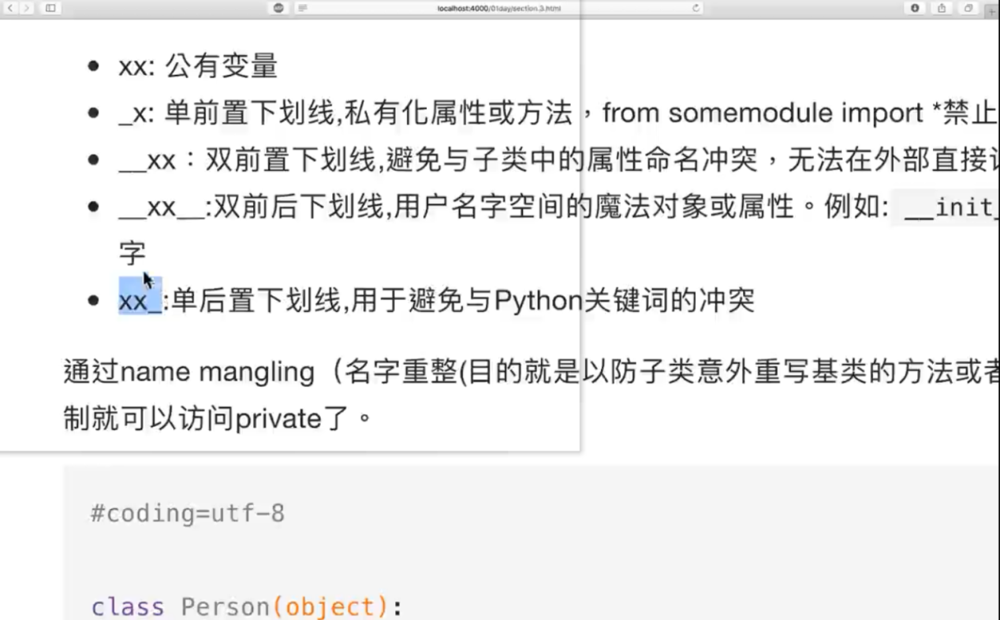 localhost:4000/01day/section.3.html
xx: 公有变量
_x: 单前置下划线,私有化属性或方法，from somemodule import *禁止
__xx：双前置下划线,避免与子类中的属性命名冲突，无法在外部直接
__xx__:双前后下划线,用户名字空间的魔法对象或属性。例如: __init_
字
xx_:单后置下划线,用于避免与Python关键词的冲突
通过name mangling（名字重整(目的就是以防子类意外重写基类的方法或者
制就可以访问private了。
#coding=utf-8
class Person(object):